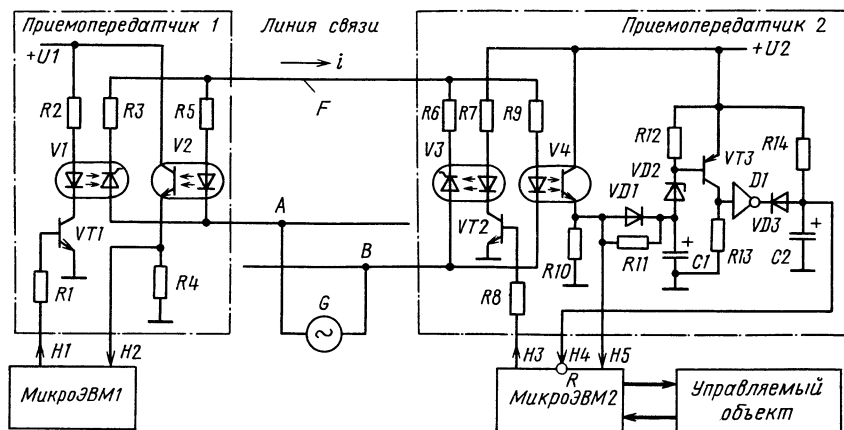 Приемопередатчик 1
Линия связи
Приемопередатчик 2
+U1
i
+U2
F
R2
R3
R5
V1
V2
VT1
R1
R4
H1
H2
МикроЭВМ1
A
B
G
R6
R7
R9
V3
V4
VT2
R8
R10
VD1
R11
R12
VD2
VT3
C1
+
R13
D1
VD3
R14
C2
+
H3
H4
H5
R
МикроЭВМ2
Управляемый
объект